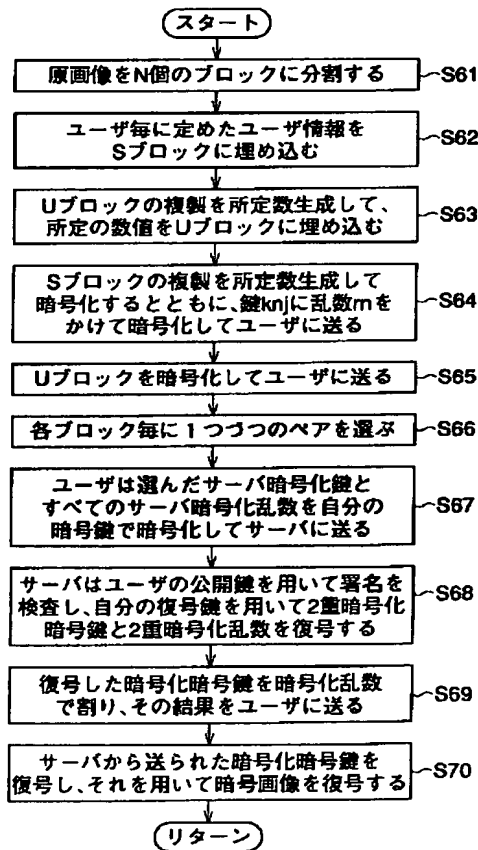 スタート
原画像をN個のブロックに分割する
S61
ユーザ毎に定めたユーザ情報を
Sブロックに埋め込む
S62
Uブロックの複製を所定数生成して、
所定の数値をUブロックに埋め込む
S63
Sブロックの複製を所定数生成して
暗号化するとともに、鍵knjに乱数rnを
かけて暗号化してユーザに送る
S64
Uブロックを暗号化してユーザに送る
S65
各ブロック毎に1つづつのペアを選ぶ
S66
ユーザは選んだサーバ暗号化鍵と
すべてのサーバ暗号化乱数を自分の
暗号鍵で暗号化してサーバに送る
S67
サーバはユーザの公開鍵を用いて署名を
検査し、自分の復号鍵を用いて2重暗号化
暗号鍵と2重暗号化乱数を復号する
S68
復号した暗号化暗号鍵を暗号化乱数
で割り、その結果をユーザに送る
S69
サーバから送られた暗号化暗号鍵を
復号し、それを用いて暗号画像を復号する
S70
リターン